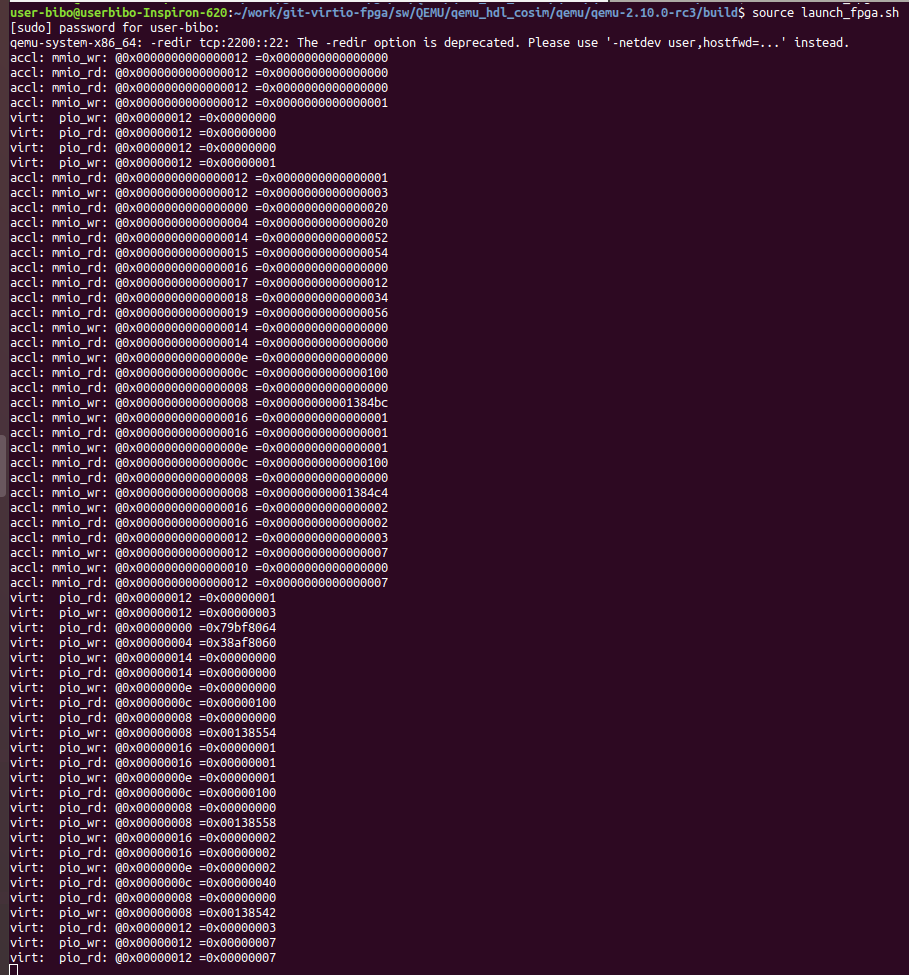 user-bibo@userbibo-Inspiron-620:~/work/git-virtio-fpga/sw/QEMU/qemu_hdl_cosim/qemu/qemu-2.10.0-rc3/build$ source launch_fpga.sh
[sudo] password for user-bibo:
qemu-system-x86_64: -redir tcp:2200::22: The -redir option is deprecated. Please use '-netdev user,hostfwd=...' instead.
accl: mmio_wr: @0x0000000000000012 =0x0000000000000000
accl: mmio_rd: @0x0000000000000012 =0x0000000000000000
accl: mmio_rd: @0x0000000000000012 =0x0000000000000000
accl: mmio_wr: @0x0000000000000012 =0x0000000000000001
virt:  pio_wr: @0x00000012 =0x00000000
virt:  pio_rd: @0x00000012 =0x00000000
virt:  pio_rd: @0x00000012 =0x00000000
virt:  pio_wr: @0x00000012 =0x00000001
accl: mmio_rd: @0x0000000000000012 =0x0000000000000001
accl: mmio_wr: @0x0000000000000012 =0x0000000000000003
accl: mmio_rd: @0x0000000000000000 =0x0000000000000020
accl: mmio_wr: @0x0000000000000004 =0x0000000000000020
accl: mmio_rd: @0x0000000000000014 =0x0000000000000052
accl: mmio_rd: @0x0000000000000015 =0x0000000000000054
accl: mmio_rd: @0x0000000000000016 =0x0000000000000000
accl: mmio_rd: @0x0000000000000017 =0x0000000000000012
accl: mmio_rd: @0x0000000000000018 =0x0000000000000034
accl: mmio_rd: @0x0000000000000019 =0x0000000000000056
accl: mmio_wr: @0x0000000000000014 =0x0000000000000000
accl: mmio_rd: @0x0000000000000014 =0x0000000000000000
accl: mmio_wr: @0x000000000000000e =0x0000000000000000
accl: mmio_rd: @0x000000000000000c =0x0000000000000100
accl: mmio_rd: @0x0000000000000008 =0x0000000000000000
accl: mmio_wr: @0x0000000000000008 =0x00000000001384bc
accl: mmio_wr: @0x0000000000000016 =0x0000000000000001
accl: mmio_rd: @0x0000000000000016 =0x0000000000000001
accl: mmio_wr: @0x000000000000000e =0x0000000000000001
accl: mmio_rd: @0x000000000000000c =0x0000000000000100
accl: mmio_rd: @0x0000000000000008 =0x0000000000000000
accl: mmio_wr: @0x0000000000000008 =0x00000000001384c4
accl: mmio_wr: @0x0000000000000016 =0x0000000000000002
accl: mmio_rd: @0x0000000000000016 =0x0000000000000002
accl: mmio_rd: @0x0000000000000012 =0x0000000000000003
accl: mmio_wr: @0x0000000000000012 =0x0000000000000007
accl: mmio_wr: @0x0000000000000010 =0x0000000000000000
accl: mmio_rd: @0x0000000000000012 =0x0000000000000007
virt:  pio_rd: @0x00000012 =0x00000001
virt:  pio_wr: @0x00000012 =0x00000003
virt:  pio_rd: @0x00000000 =0x79bf8064
virt:  pio_wr: @0x00000004 =0x38af8060
virt:  pio_wr: @0x00000014 =0x00000000
virt:  pio_rd: @0x00000014 =0x00000000
virt:  pio_wr: @0x0000000e =0x00000000
virt:  pio_rd: @0x0000000c =0x00000100
virt:  pio_rd: @0x00000008 =0x00000000
virt:  pio_wr: @0x00000008 =0x00138554
virt:  pio_wr: @0x00000016 =0x00000001
virt:  pio_rd: @0x00000016 =0x00000001
virt:  pio_wr: @0x0000000e =0x00000001
virt:  pio_rd: @0x0000000c =0x00000100
virt:  pio_rd: @0x00000008 =0x00000000
virt:  pio_wr: @0x00000008 =0x00138558
virt:  pio_wr: @0x00000016 =0x00000002
virt:  pio_rd: @0x00000016 =0x00000002
virt:  pio_wr: @0x0000000e =0x00000002
virt:  pio_rd: @0x0000000c =0x00000040
virt:  pio_rd: @0x00000008 =0x00000000
virt:  pio_wr: @0x00000008 =0x00138542
virt:  pio_rd: @0x00000012 =0x00000003
virt:  pio_wr: @0x00000012 =0x00000007
virt:  pio_rd: @0x00000012 =0x00000007